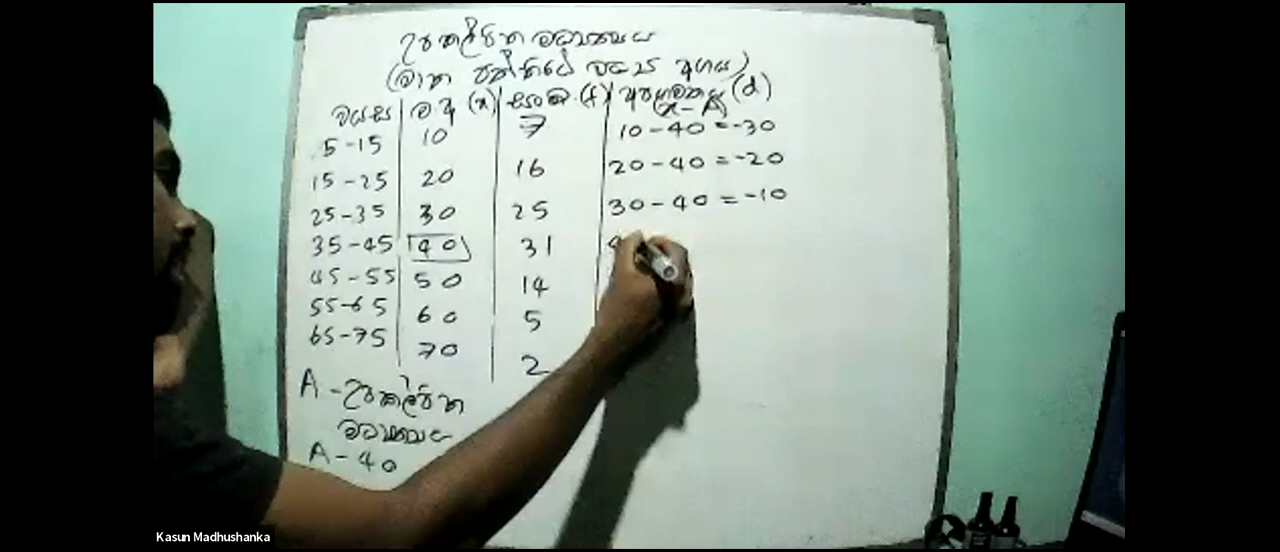 උපකල්පිත මධ්‍යන්‍යය
(මාත පන්තියේ මධ්‍ය අගය)
වයස ම.අ (x) සංඛ්‍ (f) අපගමනය (d)
x - A
5-15 10 7 10-40 = -30
15-25 20 16 20-40 = -20
25-35 30 25 30-40 = -10
35-45 40 31
45-55 50 14
55-65 60 5
65-75 70 2
A - උපකල්පිත
මධ්‍යන්‍යය
A - 40
Kasun Madhushanka